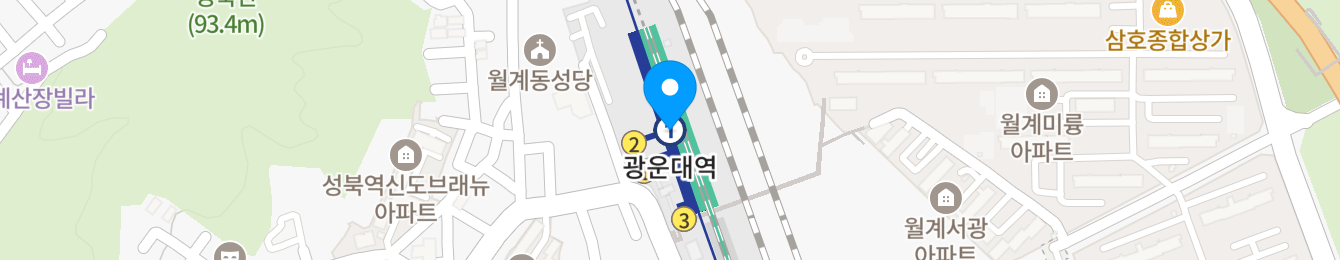 (93.4m)
삼호종합상가
월계동성당
계산장빌라
월계미륭
아파트
1
2
광운대역
성북역신도브래뉴
아파트
3
월계서광
아파트